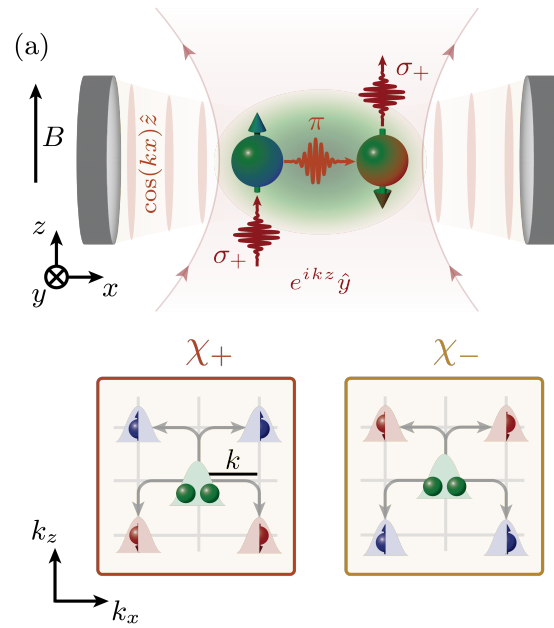 (a)
σ₊
B
cos(kx)ẑ
π
σ₊
z
y
x
e^{ikz} ŷ
χ₊
χ₋
k
k_z
k_x